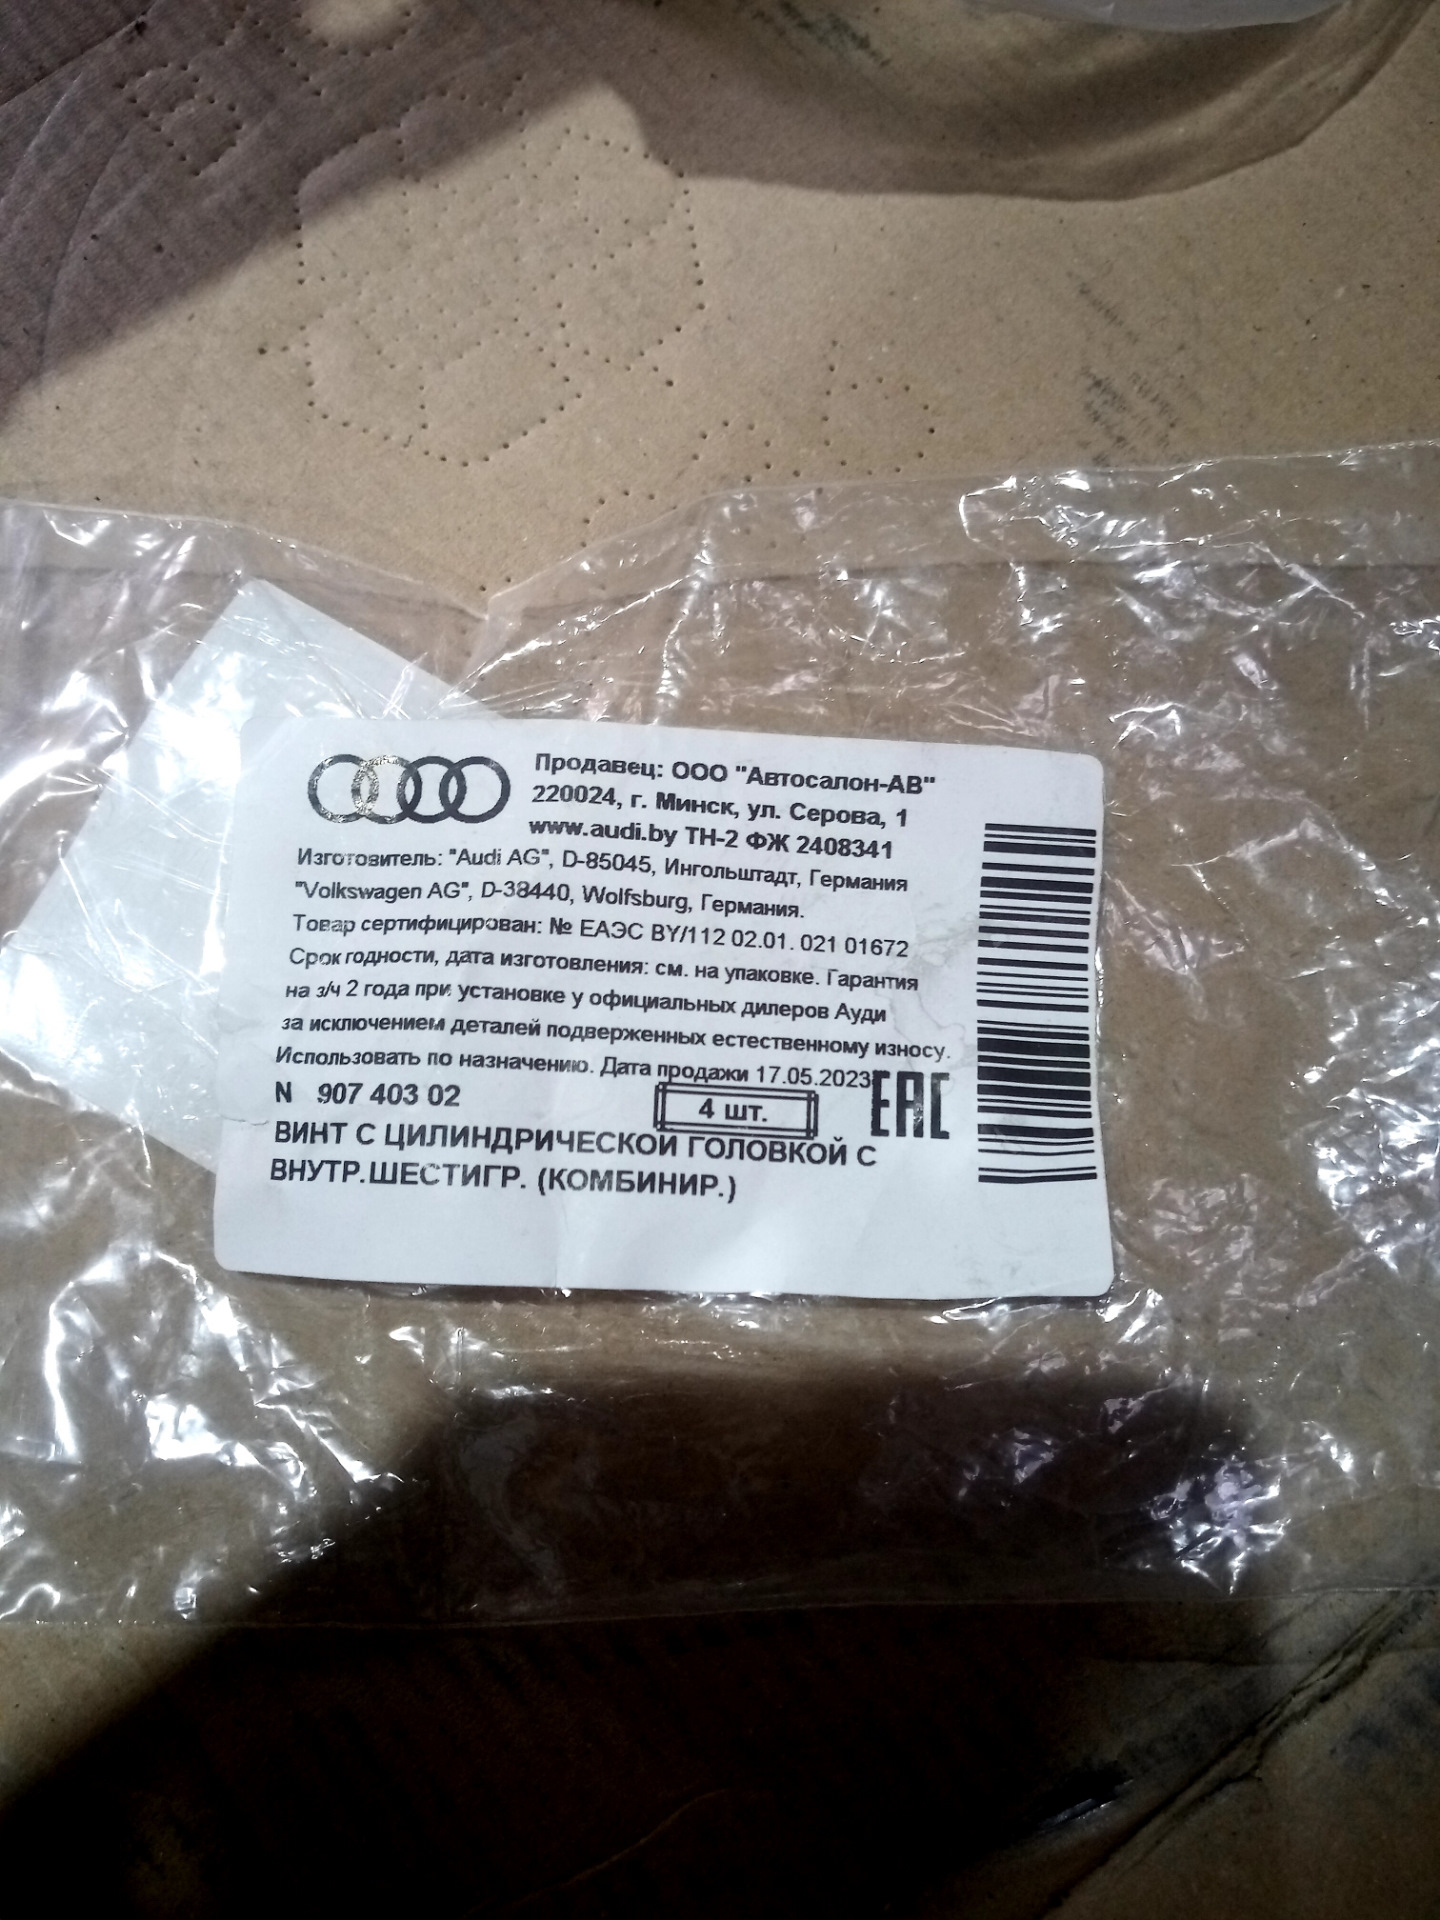 Продавец: ООО "Автосалон-АВ"
220024, г. Минск, ул. Серова, 1
www.audi.by ТН-2 ФЖ 2408341
Изготовитель: "Audi AG", D-85045, Ингольштадт, Германия
"Volkswagen AG", D-38440, Wolfsburg, Германия.
Товар сертифицирован: № ЕАЭС BY/112 02.01. 021 01672
Срок годности, дата изготовления: см. на упаковке. Гарантия
на з/ч 2 года при установке у официальных дилеров Ауди
за исключением деталей подверженных естественному износу.
Использовать по назначению. Дата продажи 17.05.2023
N 907 403 02
4 шт.
EAC
ВИНТ С ЦИЛИНДРИЧЕСКОЙ ГОЛОВКОЙ С
ВНУТР.ШЕСТИГР. (КОМБИНИР.)